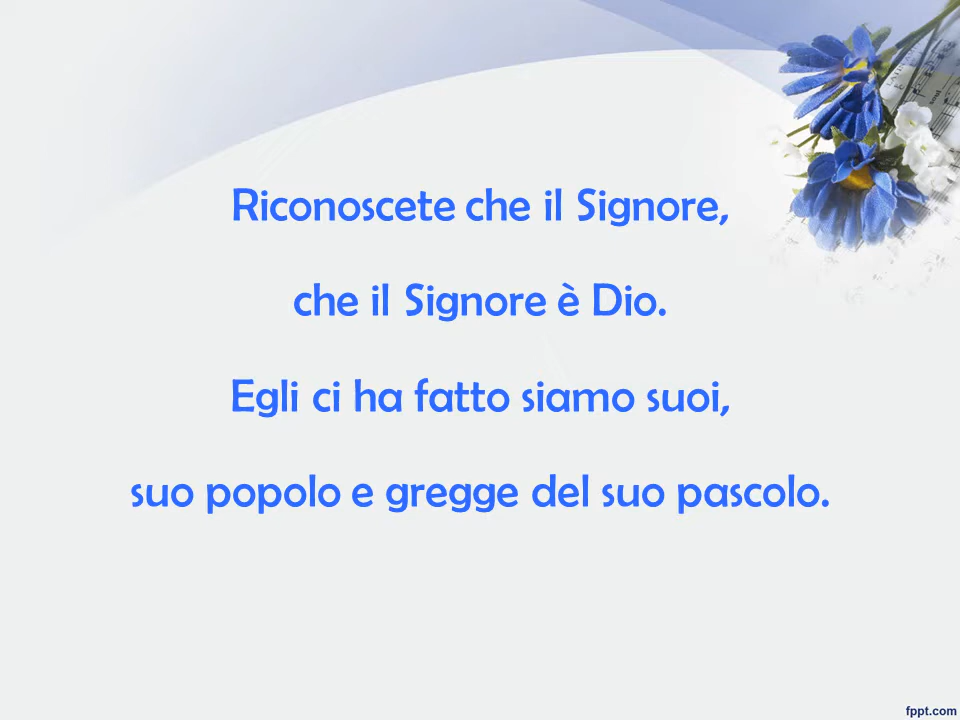 Riconoscete che il Signore,
che il Signore è Dio.
Egli ci ha fatto siamo suoi,
suo popolo e gregge del suo pascolo.
fppt.com